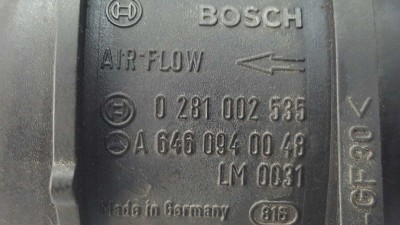 BOSCH
AIR-FLOW
0 281 002 535
A 646 094 00 48
LM 0031
Made in Germany 815
-GF30<